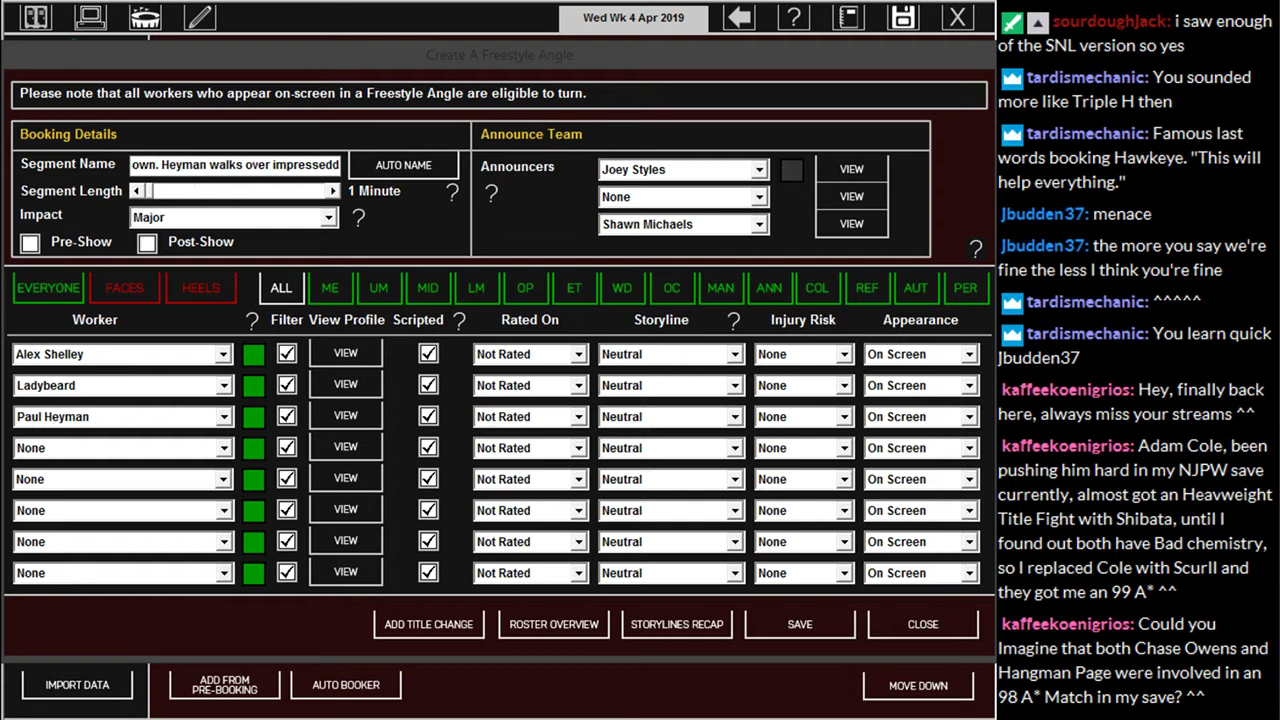 Wed Wk 4 Apr 2019
Create A Freestyle Angle
Please note that all workers who appear on-screen in a Freestyle Angle are eligible to turn.
Booking Details
Segment Name own. Heyman walks over impressedd AUTO NAME
Segment Length 1 Minute ?
Impact Major ?
Pre-Show Post-Show
Announce Team
Announcers Joey Styles VIEW
? None VIEW
Shawn Michaels VIEW
?
EVERYONE FACES HEELS ALL ME UM MID LM OP ET WD OC MAN ANN COL REF AUT PER
Worker ? Filter View Profile Scripted ? Rated On Storyline ? Injury Risk Appearance
Alex Shelley VIEW Not Rated Neutral None On Screen
Ladybeard VIEW Not Rated Neutral None On Screen
Paul Heyman VIEW Not Rated Neutral None On Screen
None VIEW Not Rated Neutral None On Screen
None VIEW Not Rated Neutral None On Screen
None VIEW Not Rated Neutral None On Screen
None VIEW Not Rated Neutral None On Screen
None VIEW Not Rated Neutral None On Screen
ADD TITLE CHANGE ROSTER OVERVIEW STORYLINES RECAP SAVE CLOSE
IMPORT DATA ADD FROM
PRE-BOOKING AUTO BOOKER MOVE DOWN
sourdoughJack: i saw enough
of the SNL version so yes
tardismechanic: You sounded
more like Triple H then
tardismechanic: Famous last
words booking Hawkeye. "This will
help everything."
Jbudden37: menace
Jbudden37: the more you say we're
fine the less I think you're fine
tardismechanic: ^^^^^
tardismechanic: You learn quick
Jbudden37
kaffeekoenigrios: Hey, finally back
here, always miss your streams ^^
kaffeekoenigrios: Adam Cole, been
pushing him hard in my NJPW save
currently, almost got an Heavweight
Title Fight with Shibata, until I
found out both have Bad chemistry,
so I replaced Cole with Scurll and
they got me an 99 A* ^^
kaffeekoenigrios: Could you
Imagine that both Chase Owens and
Hangman Page were involved in an
98 A* Match in my save? ^^